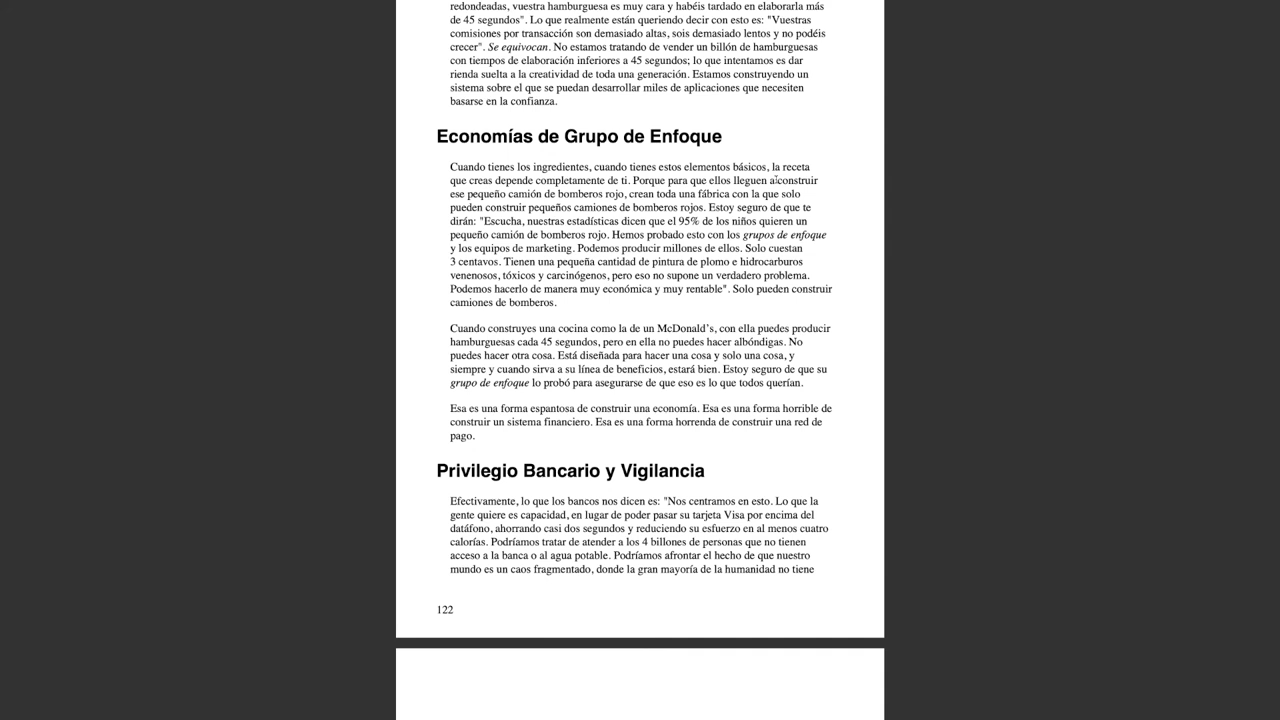 redondeadas, vuestra hamburguesa es muy cara y habéis tardado en elaborarla más
de 45 segundos". Lo que realmente están queriendo decir con esto es: "Vuestras
comisiones por transacción son demasiado altas, sois demasiado lentos y no podéis
crecer". Se equivocan. No estamos tratando de vender un billón de hamburguesas
con tiempos de elaboración inferiores a 45 segundos; lo que intentamos es dar
rienda suelta a la creatividad de toda una generación. Estamos construyendo un
sistema sobre el que se puedan desarrollar miles de aplicaciones que necesiten
basarse en la confianza.
Economías de Grupo de Enfoque
Cuando tienes los ingredientes, cuando tienes estos elementos básicos, la receta
que creas depende completamente de ti. Porque para que ellos lleguen a construir
ese pequeño camión de bomberos rojo, crean toda una fábrica con la que solo
pueden construir pequeños camiones de bomberos rojos. Estoy seguro de que te
dirán: "Escucha, nuestras estadísticas dicen que el 95% de los niños quieren un
pequeño camión de bomberos rojo. Hemos probado esto con los grupos de enfoque
y los equipos de marketing. Podemos producir millones de ellos. Solo cuestan
3 centavos. Tienen una pequeña cantidad de pintura de plomo e hidrocarburos
venenosos, tóxicos y carcinógenos, pero eso no supone un verdadero problema.
Podemos hacerlo de manera muy económica y muy rentable". Solo pueden construir
camiones de bomberos.
Cuando construyes una cocina como la de un McDonald's, con ella puedes producir
hamburguesas cada 45 segundos, pero en ella no puedes hacer albóndigas. No
puedes hacer otra cosa. Está diseñada para hacer una cosa y solo una cosa, y
siempre y cuando sirva a su línea de beneficios, estará bien. Estoy seguro de que su
grupo de enfoque lo probó para asegurarse de que eso es lo que todos querían.
Esa es una forma espantosa de construir una economía. Esa es una forma horrible de
construir un sistema financiero. Esa es una forma horrenda de construir una red de
pago.
Privilegio Bancario y Vigilancia
Efectivamente, lo que los bancos nos dicen es: "Nos centramos en esto. Lo que la
gente quiere es capacidad, en lugar de poder pasar su tarjeta Visa por encima del
datáfono, ahorrando casi dos segundos y reduciendo su esfuerzo en al menos cuatro
calorías. Podríamos tratar de atender a los 4 billones de personas que no tienen
acceso a la banca o al agua potable. Podríamos afrontar el hecho de que nuestro
mundo es un caos fragmentado, donde la gran mayoría de la humanidad no tiene
122